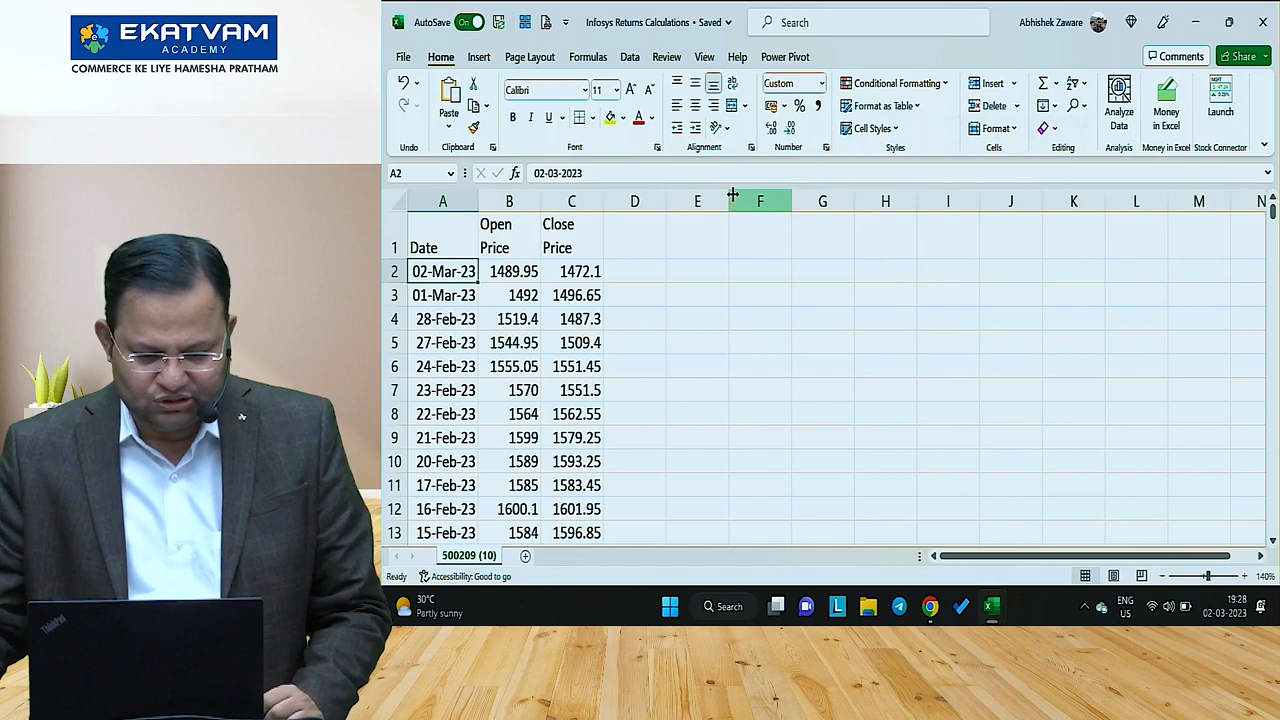 EKATVAM
ACADEMY
COMMERCE KE LIYE HAMESHA PRATHAM
AutoSave On Infosys Returns Calculations • Saved Search Abhishek Zaware
File Home Insert Page Layout Formulas Data Review View Help Power Pivot Comments Share
Paste Calibri 11 B I U A Custom % Conditional Formatting Format as Table Cell Styles Insert Delete Format Analyze Data Money in Excel Launch
Undo Clipboard Font Alignment Number Styles Cells Editing Analysis Money in Excel Stock Connector
A2 fx 02-03-2023
A B C D E F G H I J K L M N
1 Date Open Price Close Price
2 02-Mar-23 1489.95 1472.1
3 01-Mar-23 1492 1496.65
4 28-Feb-23 1519.4 1487.3
5 27-Feb-23 1544.95 1509.4
6 24-Feb-23 1555.05 1551.45
7 23-Feb-23 1570 1551.5
8 22-Feb-23 1564 1562.55
9 21-Feb-23 1599 1579.25
10 20-Feb-23 1589 1593.25
11 17-Feb-23 1585 1583.45
12 16-Feb-23 1600.1 1601.95
13 15-Feb-23 1584 1596.85
500209 (10)
Ready Accessibility: Good to go 140%
30°C
Partly sunny
Search
ENG
US
19:28
02-03-2023
ThinkPad